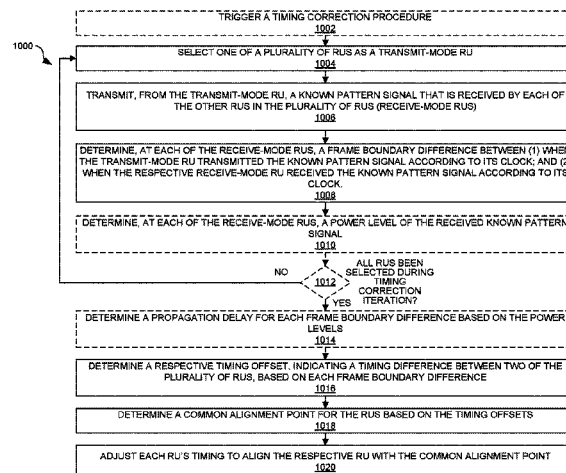 TRIGGER A TIMING CORRECTION PROCEDURE
1002
1000
SELECT ONE OF A PLURALITY OF RUS AS A TRANSMIT-MODE RU
1004
TRANSMIT, FROM THE TRANSMIT-MODE RU, A KNOWN PATTERN SIGNAL THAT IS RECEIVED BY EACH OF
THE OTHER RUS IN THE PLURALITY OF RUS (RECEIVE-MODE RUS)
1006
DETERMINE, AT EACH OF THE RECEIVE-MODE RUS, A FRAME BOUNDARY DIFFERENCE BETWEEN (1) WHEN
THE TRANSMIT-MODE RU TRANSMITTED THE KNOWN PATTERN SIGNAL ACCORDING TO ITS CLOCK; AND (2)
WHEN THE RESPECTIVE RECEIVE-MODE RU RECEIVED THE KNOWN PATTERN SIGNAL ACCORDING TO ITS
CLOCK.
1008
DETERMINE, AT EACH OF THE RECEIVE-MODE RUS, A POWER LEVEL OF THE RECEIVED KNOWN PATTERN
SIGNAL
1010
NO
1012
ALL RUS BEEN
SELECTED DURING
TIMING
CORRECTION
ITERATION?
YES
DETERMINE A PROPAGATION DELAY FOR EACH FRAME BOUNDARY DIFFERENCE BASED ON THE POWER
LEVELS
1014
DETERMINE A RESPECTIVE TIMING OFFSET, INDICATING A TIMING DIFFERENCE BETWEEN TWO OF THE
PLURALITY OF RUS, BASED ON EACH FRAME BOUNDARY DIFFERENCE
1016
DETERMINE A COMMON ALIGNMENT POINT FOR THE RUS BASED ON THE TIMING OFFSETS
1018
ADJUST EACH RU'S TIMING TO ALIGN THE RESPECTIVE RU WITH THE COMMON ALIGNMENT POINT
1020